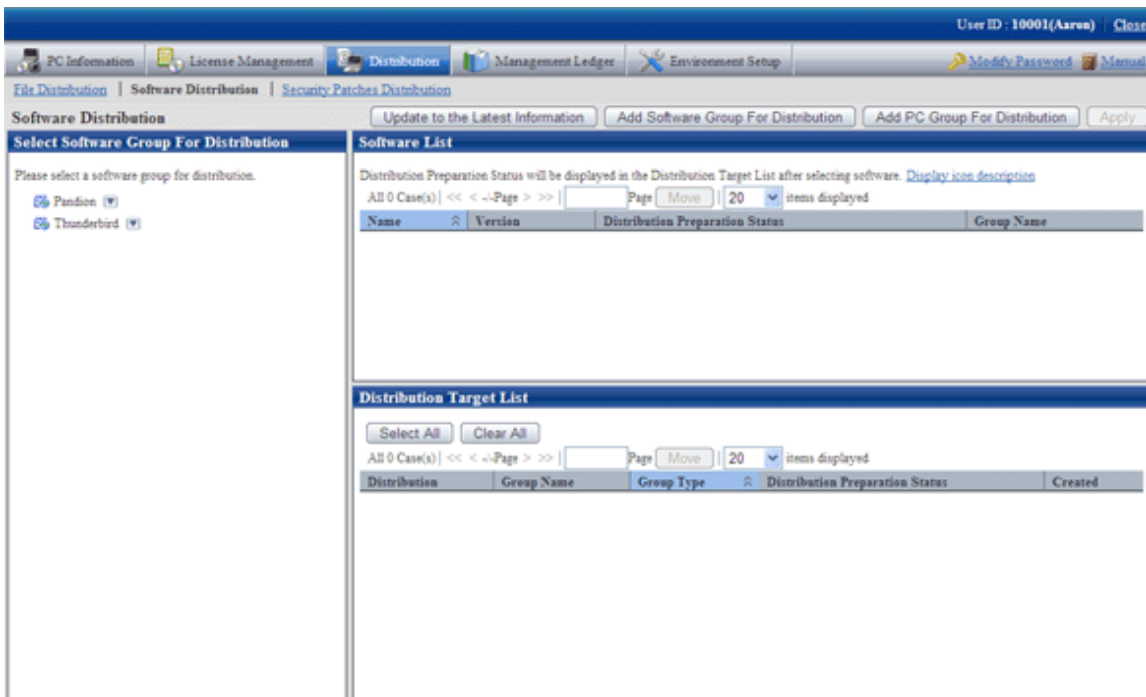 User ID : 10001(Aaron) Close
PC Information License Management Distribution Management Ledger Environment Setup Modify Password Manual
File Distribution | Software Distribution | Security Patches Distribution
Software Distribution Update to the Latest Information Add Software Group For Distribution Add PC Group For Distribution Apply
Select Software Group For Distribution
Please select a software group for distribution.
Pandion
Thunderbird
Software List
Distribution Preparation Status will be displayed in the Distribution Target List after selecting software. Display icon description
All 0 Case(s) | << < -/-Page > >> | Page Move | 20 items displayed
Name Version Distribution Preparation Status Group Name
Distribution Target List
Select All Clear All
All 0 Case(s) | << < -/-Page > >> | Page Move | 20 items displayed
Distribution Group Name Group Type Distribution Preparation Status Created